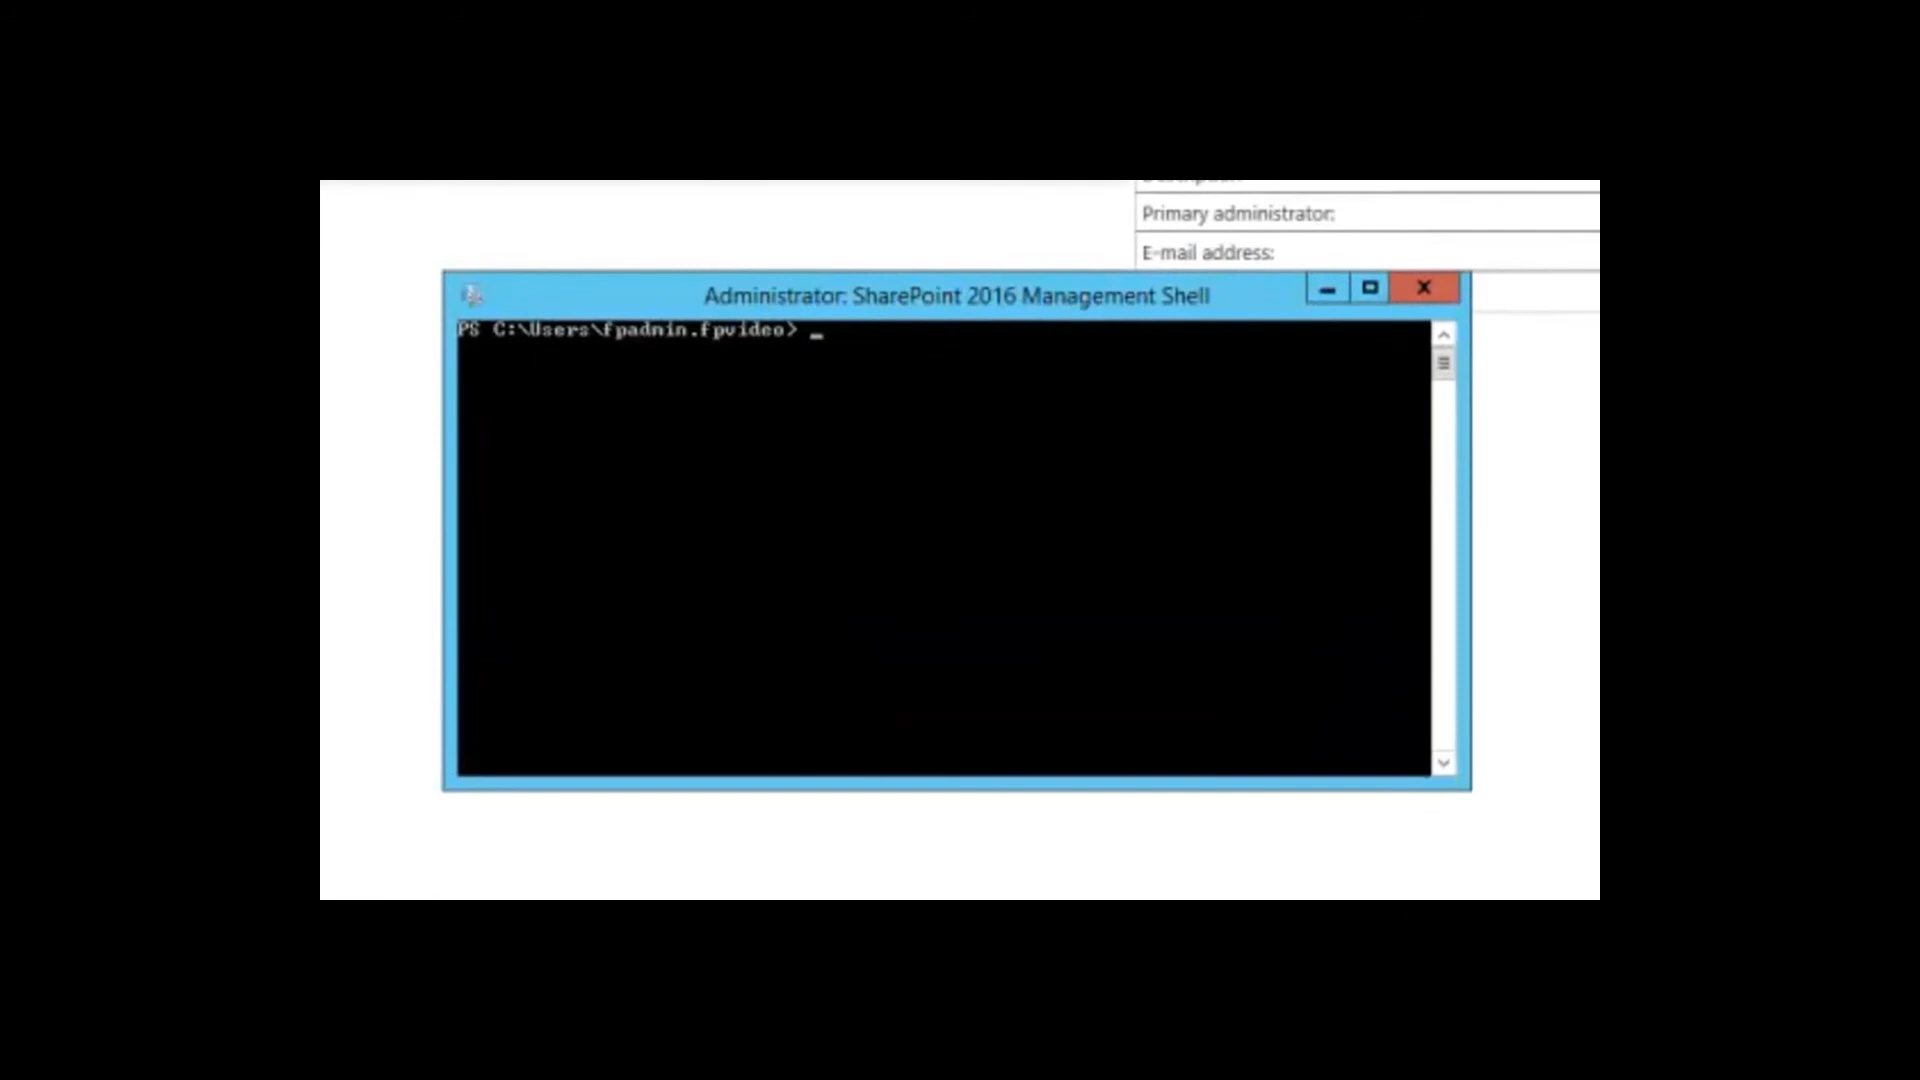 Primary administrator:
E-mail address:
Administrator: SharePoint 2016 Management Shell
PS C:\Users\fpadmin.fpvideo> _